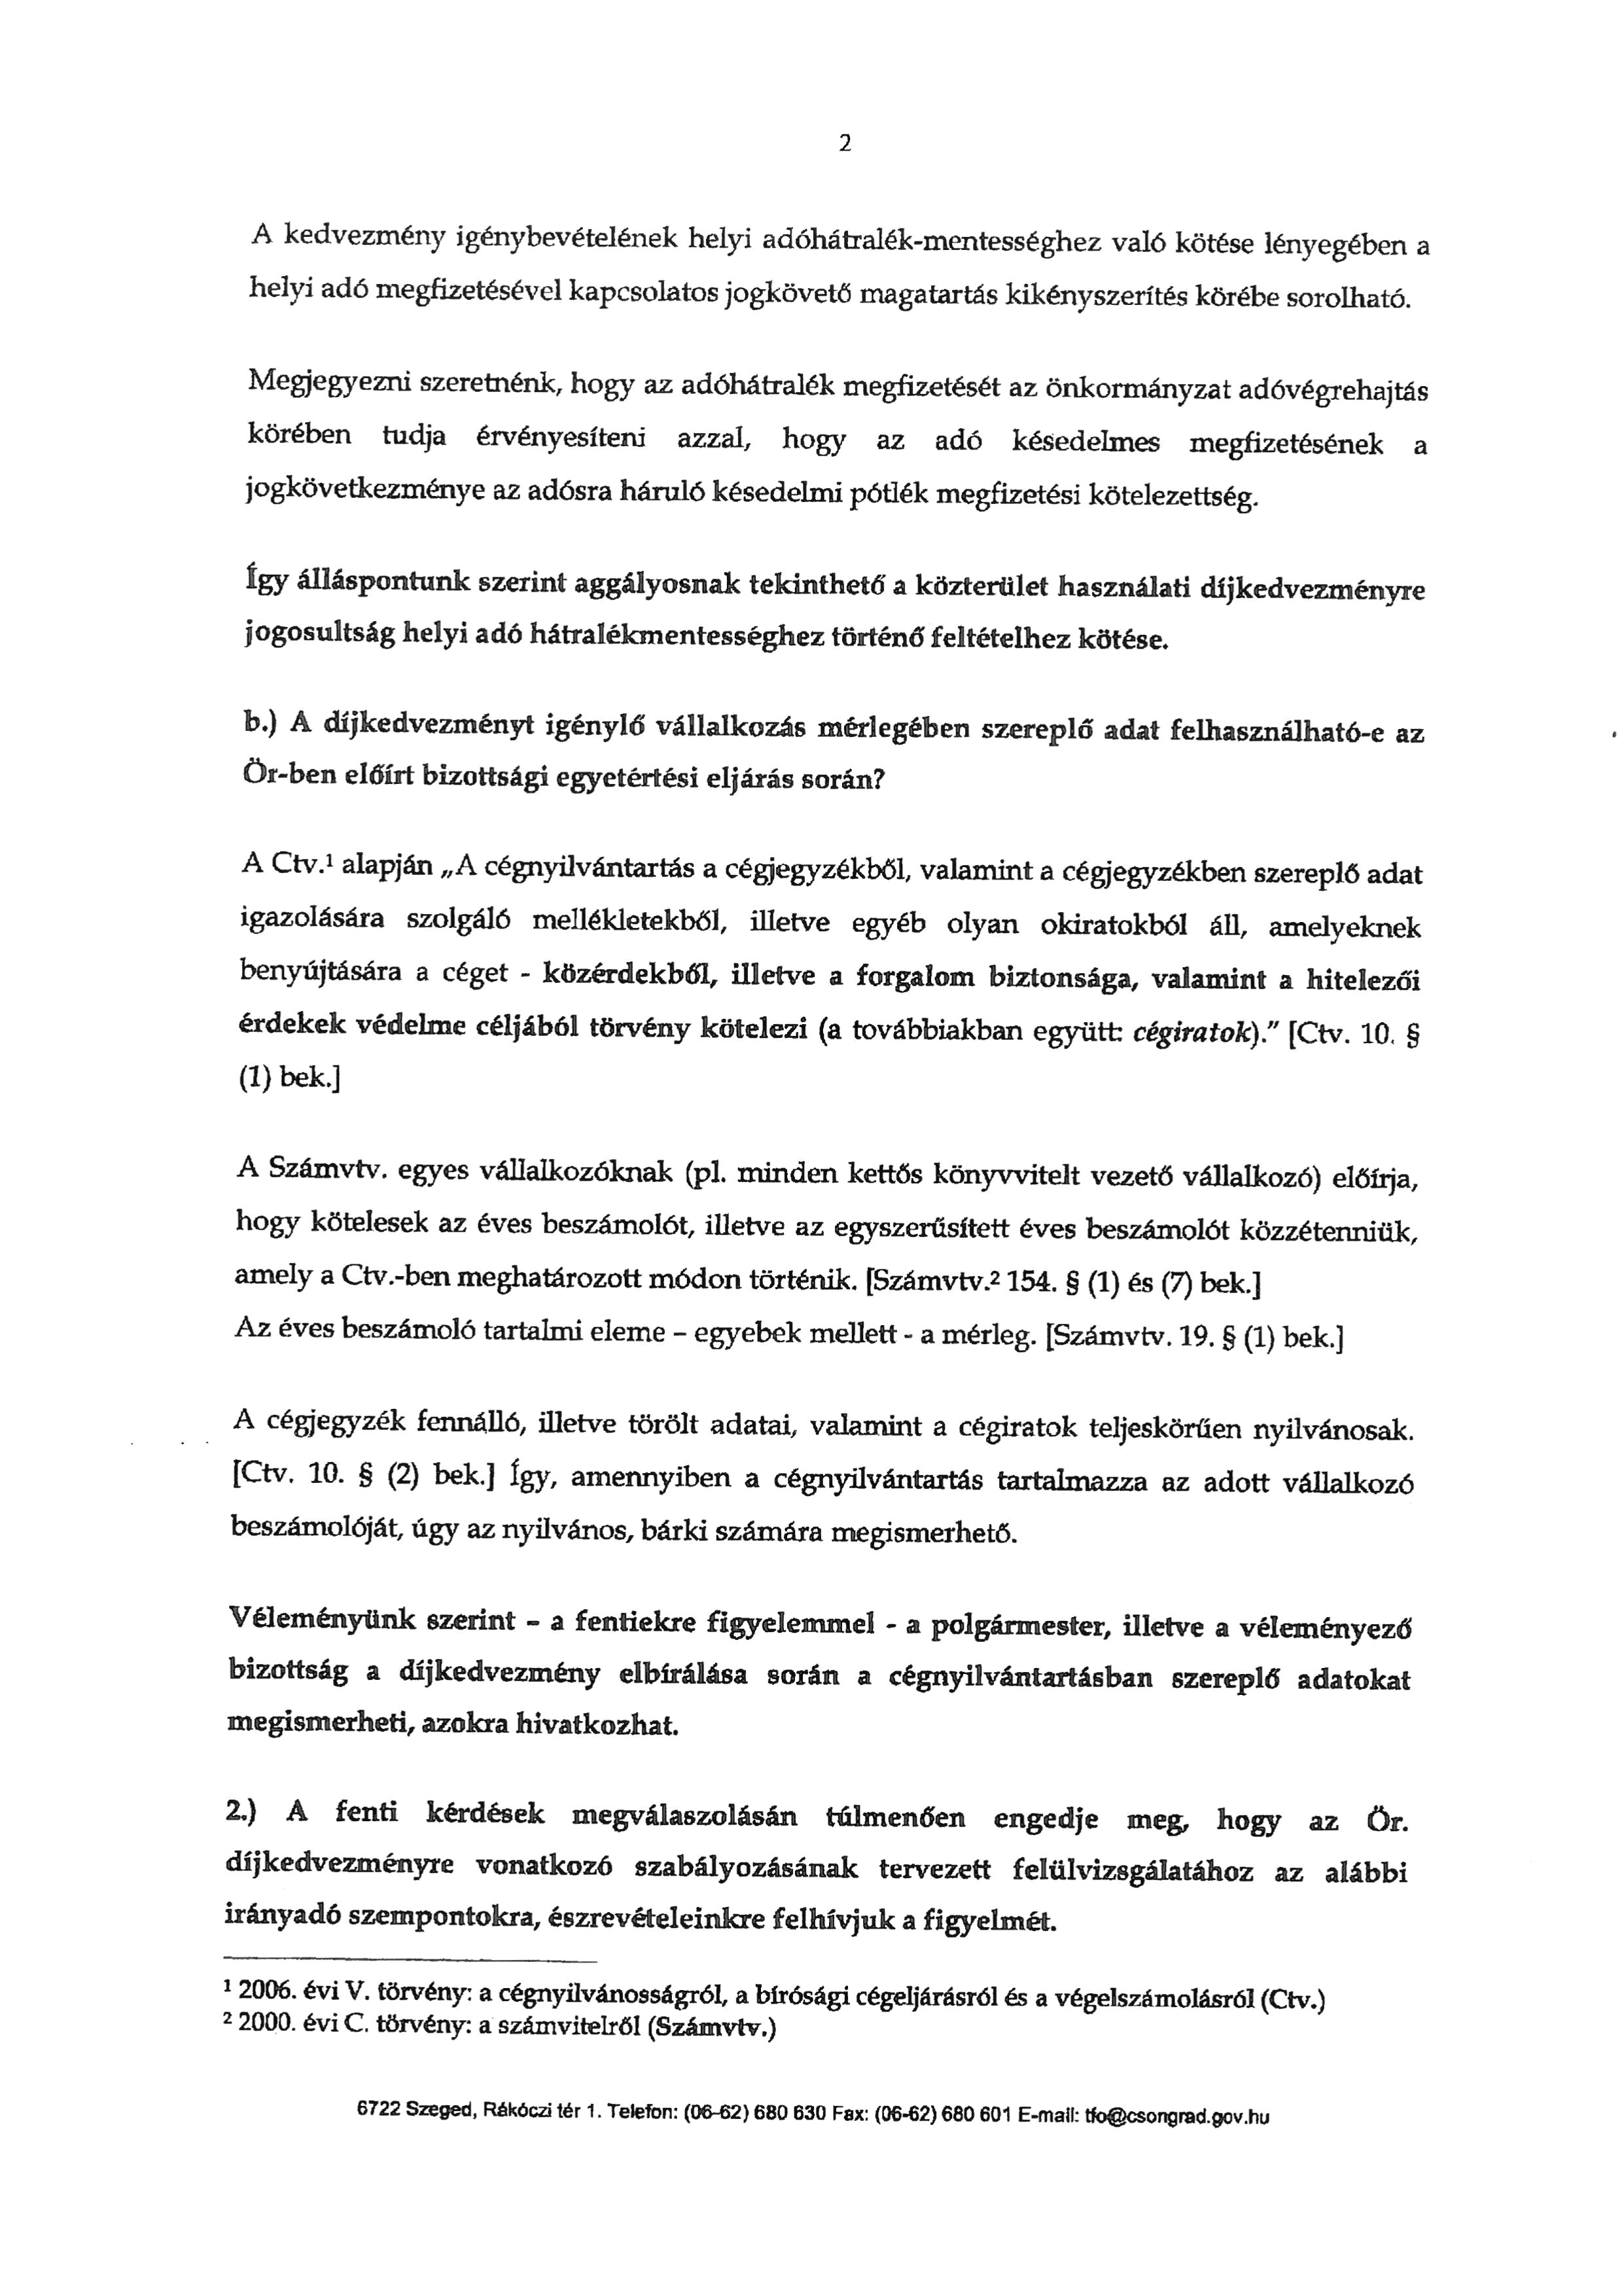 2
A kedvezmény igénybevételének helyi adóhátralék-mentességhez való kötése lényegében a
helyi adó megfizetésével kapcsolatos jogkövető magatartás kikényszerítés körébe sorolható.
Megjegyezni szeretnénk, hogy az adóhátralék megfizetését az önkormányzat adóvégrehajtás
körében tudja érvényesíteni azzal, hogy az adó késedelmes megfizetésének a
jogkövetkezménye az adósra háruló késedelmi pótlék megfizetési kötelezettség.
Így álláspontunk szerint aggályosnak tekinthető a közterület használati díjkedvezményre
jogosultság helyi adó hátralékmentességhez történő feltételhez kötése.
b.) A díjkedvezményt igénylő vállalkozás mérlegében szereplő adat felhasználható-e az
Ör-ben előírt bizottsági egyetértési eljárás során?
A Ctv.¹ alapján „A cégnyilvántartás a cégjegyzékből, valamint a cégjegyzékben szereplő adat
igazolására szolgáló mellékletekből, illetve egyéb olyan okiratokból áll, amelyeknek
benyújtására a céget - közérdekből, illetve a forgalom biztonsága, valamint a hitelezői
érdekek védelme céljából törvény kötelezi (a továbbiakban együtt: cégiratok)." [Ctv. 10. §
(1) bek.]
A Számvtv. egyes vállalkozóknak (pl. minden kettős könyvvitelt vezető vállalkozó) előírja,
hogy kötelesek az éves beszámolót, illetve az egyszerűsített éves beszámolót közzétenniük,
amely a Ctv.-ben meghatározott módon történik. [Számvtv.² 154. § (1) és (7) bek.]
Az éves beszámoló tartalmi eleme – egyebek mellett - a mérleg. [Számvtv. 19. § (1) bek.]
A cégjegyzék fennálló, illetve törölt adatai, valamint a cégiratok teljeskörűen nyilvánosak.
[Ctv. 10. § (2) bek.] Így, amennyiben a cégnyilvántartás tartalmazza az adott vállalkozó
beszámolóját, úgy az nyilvános, bárki számára megismerhető.
Véleményünk szerint – a fentiekre figyelemmel - a polgármester, illetve a véleményező
bizottság a díjkedvezmény elbírálása során a cégnyilvántartásban szereplő adatokat
megismerheti, azokra hivatkozhat.
2.) A fenti kérdések megválaszolásán túlmenően engedje meg, hogy az Ör.
díjkedvezményre vonatkozó szabályozásának tervezett felülvizsgálatához az alábbi
irányadó szempontokra, észrevételeinkre felhívjuk a figyelmét.
¹ 2006. évi V. törvény: a cégnyilvánosságról, a bírósági cégeljárásról és a végelszámolásról (Ctv.)
² 2000. évi C. törvény: a számvitelről (Számvtv.)
6722 Szeged, Rákóczi tér 1. Telefon: (06-62) 680 630 Fax: (06-62) 680 601 E-mail: tfo@csongrad.gov.hu